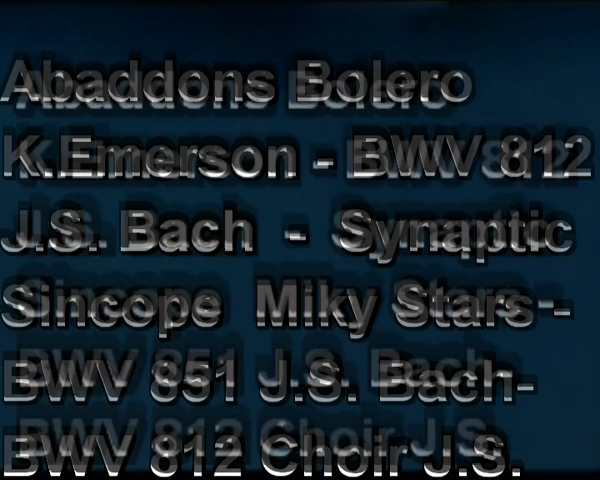 Abaddons Bolero
K.Emerson - BWV 812
J.S. Bach - Synaptic
Sincope Miky Stars -
BWV 851 J.S. Bach-
BWV 812 Choir J.S.